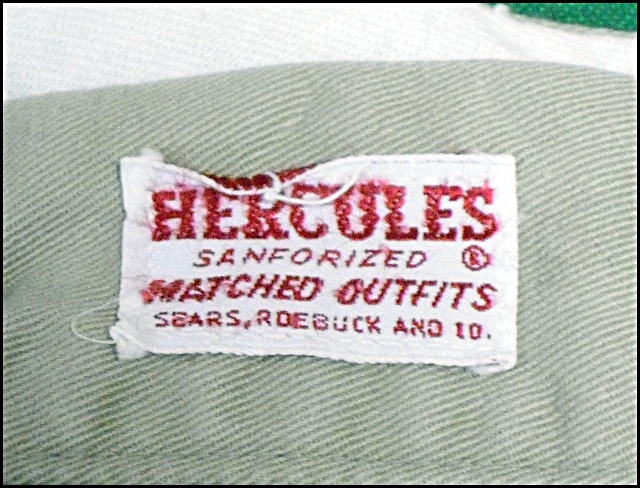 HERCULES
SANFORIZED ®
MATCHED OUTFITS
SEARS, ROEBUCK AND CO.